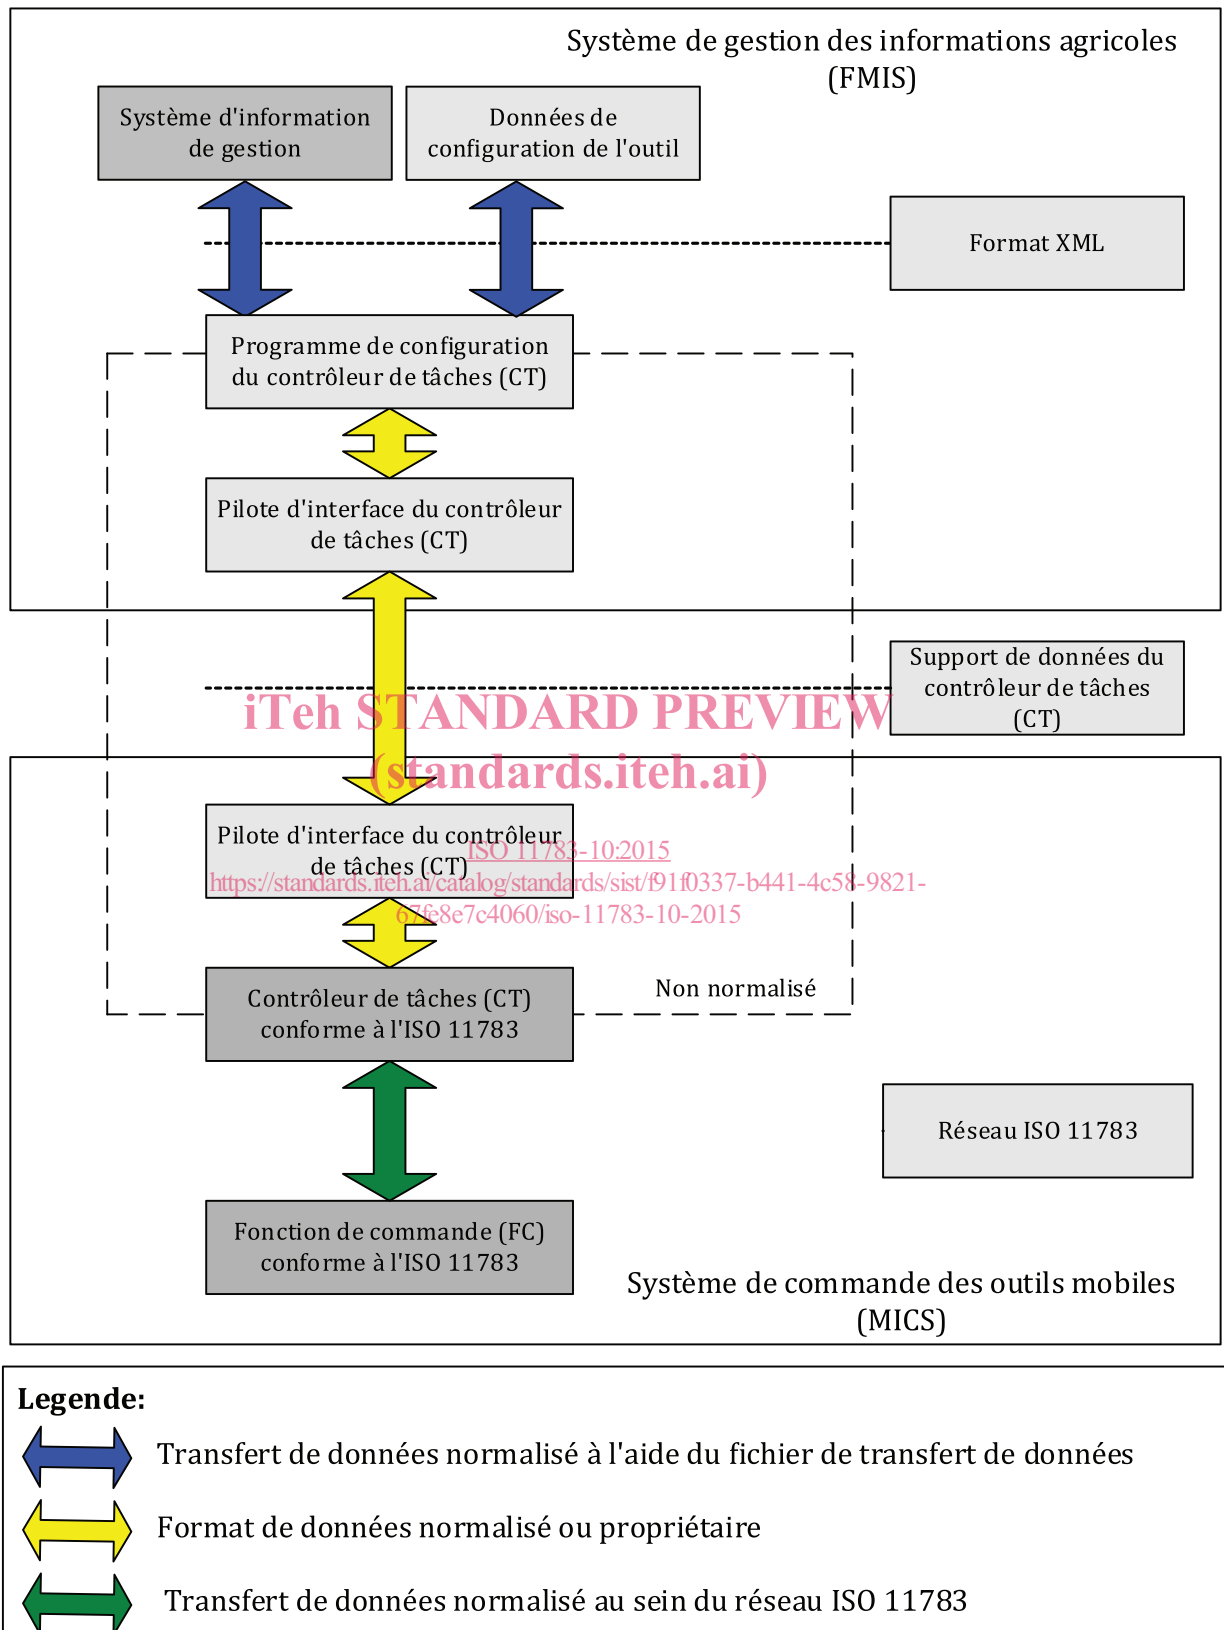 Système de gestion des informations agricoles
(FMIS)
Système d'information
de gestion
Données de
configuration de l'outil
Format XML
Programme de configuration
du contrôleur de tâches (CT)
Pilote d'interface du contrôleur
de tâches (CT)
Support de données du
contrôleur de tâches
(CT)
iTeh STANDARD PREVIEW
(standards.iteh.ai)
Pilote d'interface du contrôleur
de tâches (CT)
ISO 11783-10:2015
https://standards.iteh.ai/catalog/standards/sist/f91f0337-b441-4c58-9821-
67fe8e7c4060/iso-11783-10-2015
Contrôleur de tâches (CT)
conforme à l'ISO 11783
Non normalisé
Réseau ISO 11783
Fonction de commande (FC)
conforme à l'ISO 11783
Système de commande des outils mobiles
(MICS)
Legende:
Transfert de données normalisé à l'aide du fichier de transfert de données
Format de données normalisé ou propriétaire
Transfert de données normalisé au sein du réseau ISO 11783